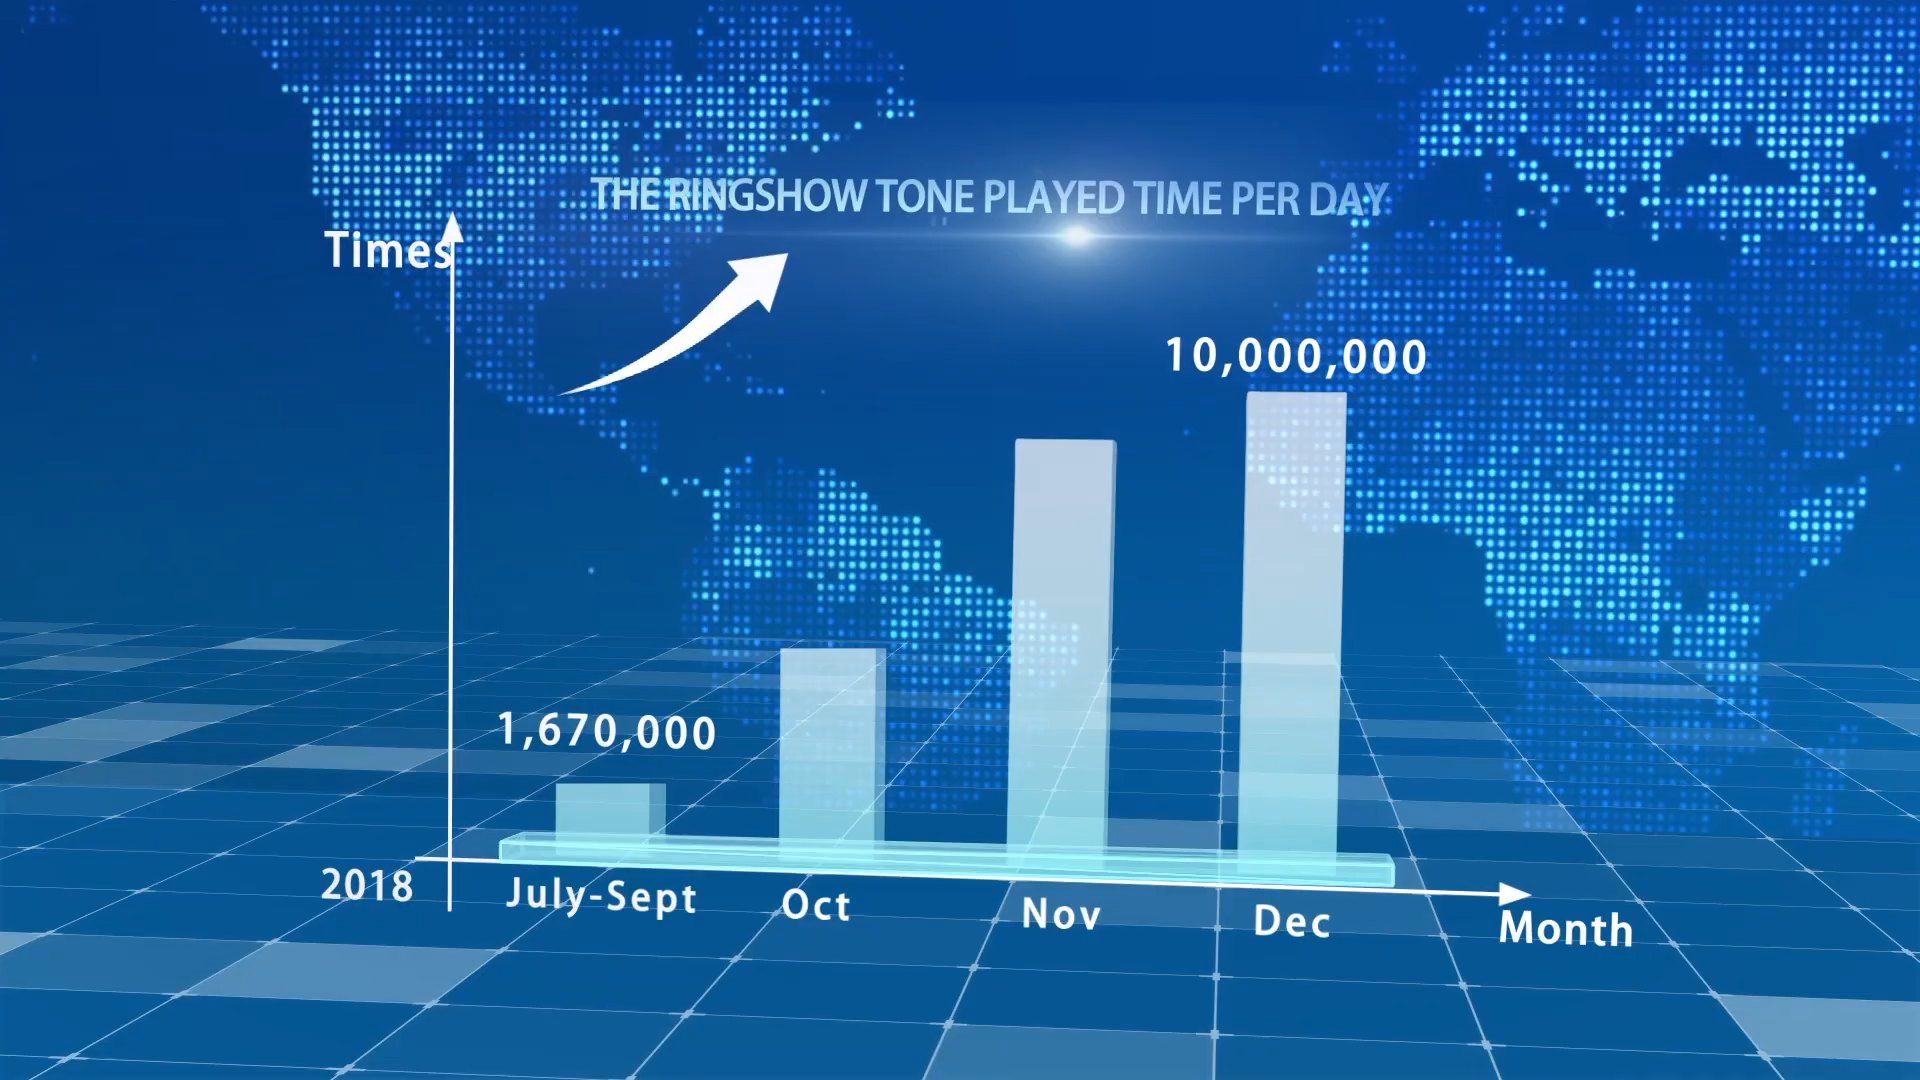 THE RINGSHOW TONE PLAYED TIME PER DAY
Times
10,000,000
1,670,000
2018
July-Sept
Oct
Nov
Dec
Month